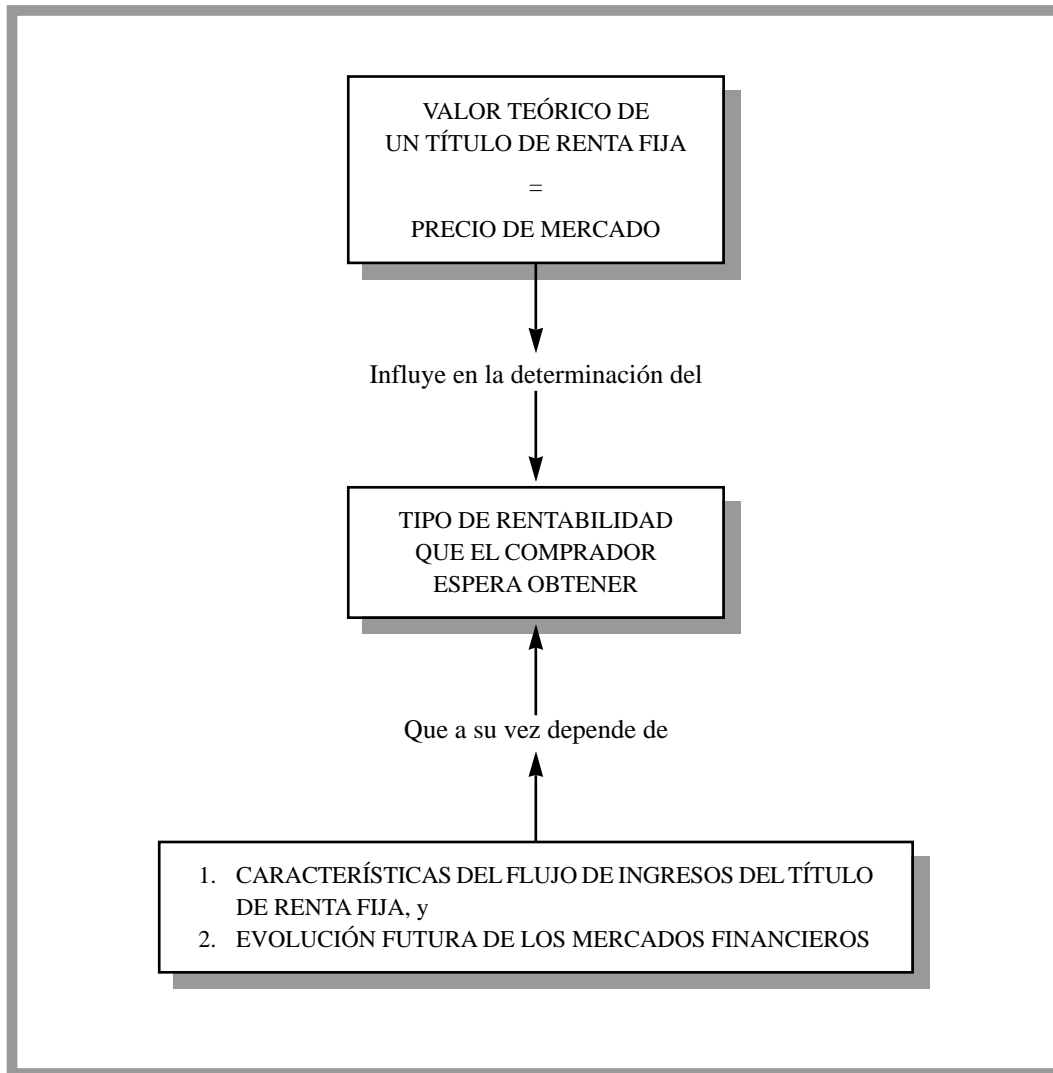 VALOR TEÓRICO DE
UN TÍTULO DE RENTA FIJA
=
PRECIO DE MERCADO
Influye en la determinación del
TIPO DE RENTABILIDAD
QUE EL COMPRADOR
ESPERA OBTENER
Que a su vez depende de
1. CARACTERÍSTICAS DEL FLUJO DE INGRESOS DEL TÍTULO
DE RENTA FIJA, y
2. EVOLUCIÓN FUTURA DE LOS MERCADOS FINANCIEROS